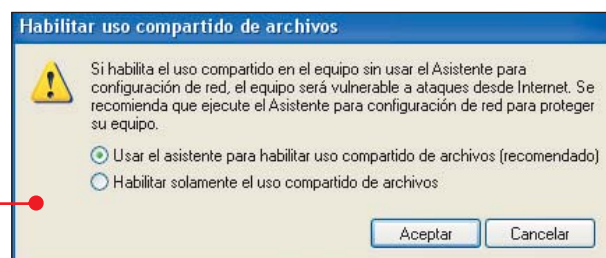 Habilitar uso compartido de archivos
Si habilita el uso compartido en el equipo sin usar el Asistente para
configuración de red, el equipo será vulnerable a ataques desde Internet. Se
recomienda que ejecute el Asistente para configuración de red para proteger
su equipo.
Usar el asistente para habilitar uso compartido de archivos (recomendado)
Habilitar solamente el uso compartido de archivos
Aceptar Cancelar